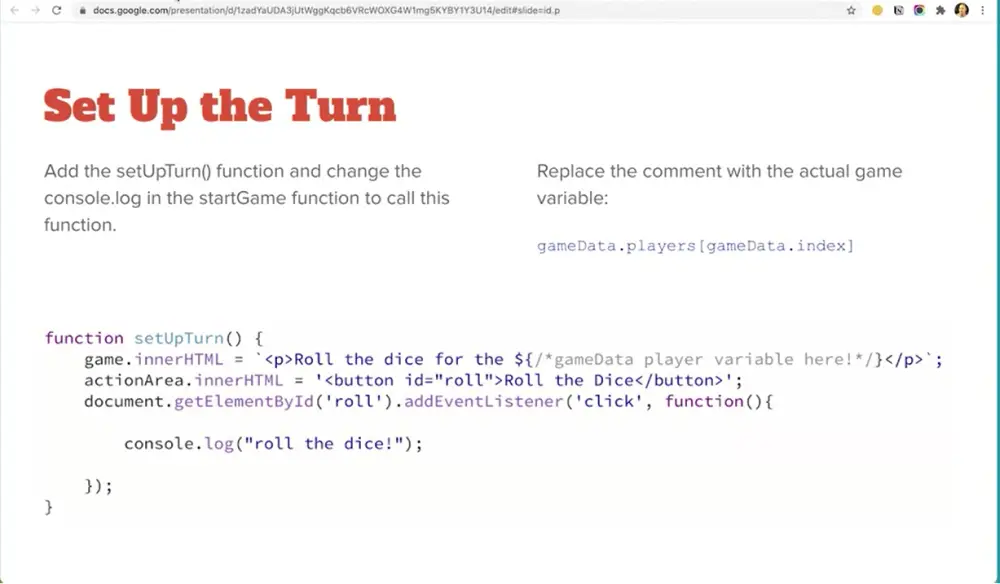 docs.google.com/presentation/d/1zadYaUDA3jUtWggKqcb6VRcWOXG4W1mg5KYBY1Y3U14/edit#slide=id.p
Set Up the Turn
Add the setUpTurn() function and change the
console.log in the startGame function to call this
function.
Replace the comment with the actual game
variable:
gameData.players[gameData.index]
function setUpTurn() {
    game.innerHTML = `<p>Roll the dice for the ${/*gameData player variable here!*/}</p>`;
    actionArea.innerHTML = '<button id="roll">Roll the Dice</button>';
    document.getElementById('roll').addEventListener('click', function(){
        console.log("roll the dice!");
    });
}